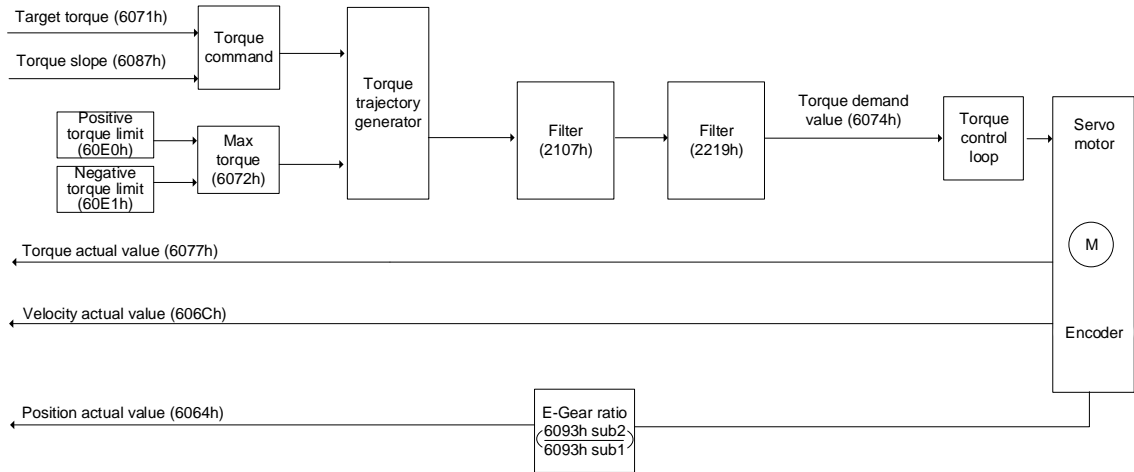 Target torque (6071h)
Torque slope (6087h)
Torque
command
Positive
torque limit
(60E0h)
Negative
torque limit
(60E1h)
Max
torque
(6072h)
Torque
trajectory
generator
Filter
(2107h)
Filter
(2219h)
Torque demand
value (6074h)
Torque
control
loop
Servo
motor
M
Encoder
Torque actual value (6077h)
Velocity actual value (606Ch)
Position actual value (6064h)
E-Gear ratio
(6093h sub2
6093h sub1)